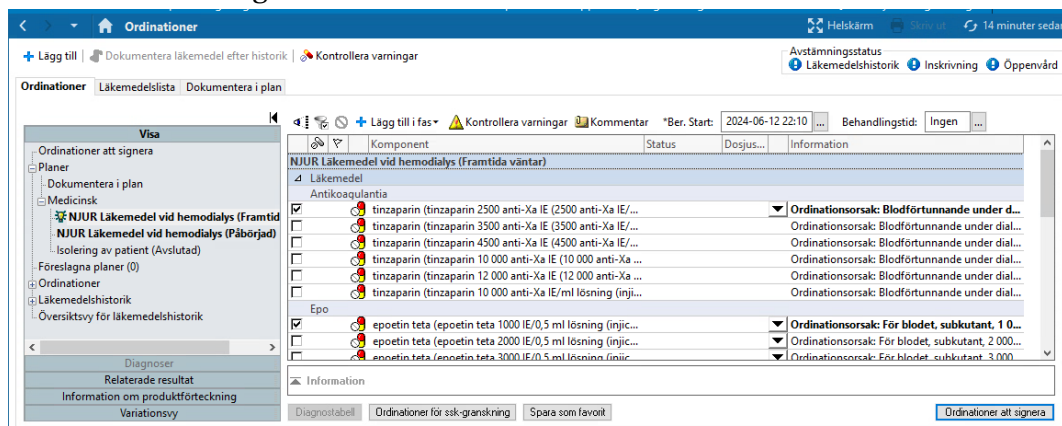 Ordinationer
Helskärm Skriv ut 14 minuter sedan
Lägg till Dokumentera läkemedel efter historik Kontrollera varningar
Avstämningsstatus
Läkemedelshistorik Inskrivning Öppenvård
Ordinationer Läkemedelslista Dokumentera i plan
Visa
Ordinationer att signera
Planer
Dokumentera i plan
Medicinsk
NJUR Läkemedel vid hemodialys (Framtid
NJUR Läkemedel vid hemodialys (Påbörjad)
Isolering av patient (Avslutad)
Föreslagna planer (0)
Ordinationer
Läkemedelshistorik
Översiktsvy för läkemedelshistorik
Diagnoser
Relaterade resultat
Information om produktförteckning
Variationsvy
Lägg till i fas Kontrollera varningar Kommentar *Ber. Start: 2024-06-12 22:10 ... Behandlingstid: Ingen ...
Komponent Status Dosjus... Information
NJUR Läkemedel vid hemodialys (Framtida väntar)
Läkemedel
Antikoagulantia
tinzaparin (tinzaparin 2500 anti-Xa IE (2500 anti-Xa IE/... Ordinationsorsak: Blodförtunnande under d...
tinzaparin (tinzaparin 3500 anti-Xa IE (3500 anti-Xa IE/... Ordinationsorsak: Blodförtunnande under dial...
tinzaparin (tinzaparin 4500 anti-Xa IE (4500 anti-Xa IE/... Ordinationsorsak: Blodförtunnande under dial...
tinzaparin (tinzaparin 10 000 anti-Xa IE (10 000 anti-Xa ... Ordinationsorsak: Blodförtunnande under dial...
tinzaparin (tinzaparin 12 000 anti-Xa IE (12 000 anti-Xa ... Ordinationsorsak: Blodförtunnande under dial...
tinzaparin (tinzaparin 10 000 anti-Xa IE/ml lösning (inji... Ordinationsorsak: Blodförtunnande under dial...
Epo
epoetin teta (epoetin teta 1000 IE/0,5 ml lösning (injic... Ordinationsorsak: För blodet, subkutant, 1 0...
epoetin teta (epoetin teta 2000 IE/0,5 ml lösning (injic... Ordinationsorsak: För blodet, subkutant, 2 000...
epoetin teta (epoetin teta 3000 IE/0,5 ml lösning (injic... Ordinationsorsak: För blodet, subkutant, 3 000...
Information
Diagnostabell Ordinationer för ssk-granskning Spara som favorit Ordinationer att signera